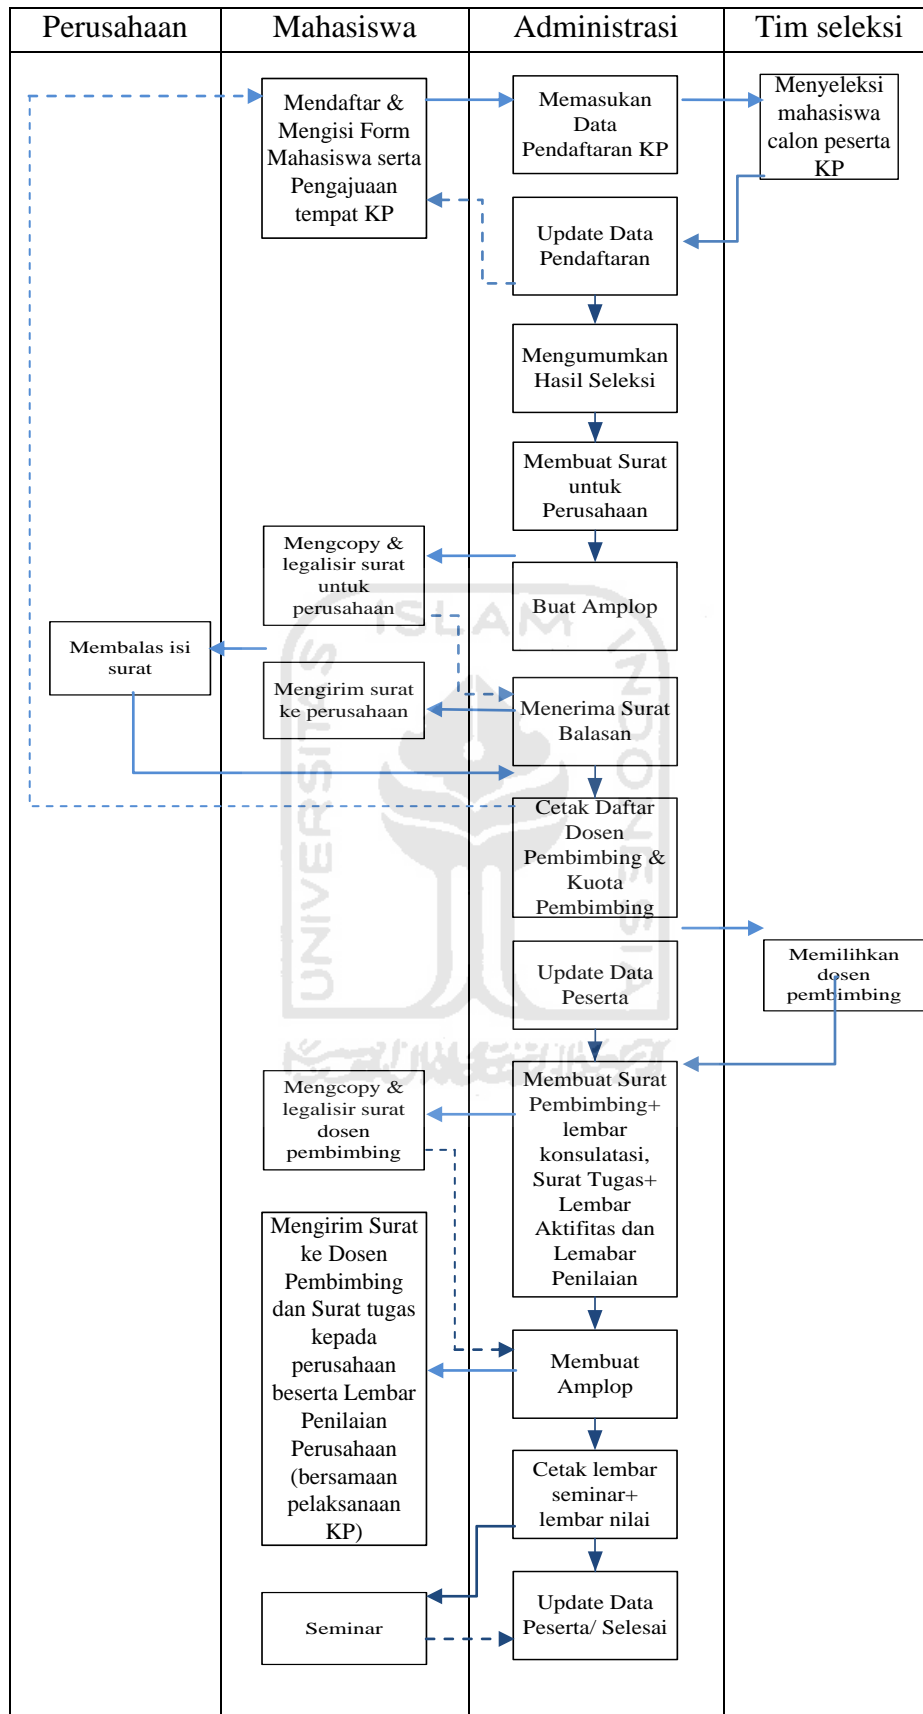 Perusahaan
Mahasiswa
Administrasi
Tim seleksi
Mendaftar &
Mengisi Form
Mahasiswa serta
Pengajuaan
tempat KP
Memasukan
Data
Pendaftaran KP
Menyeleksi
mahasiswa
calon peserta
KP
Update Data
Pendaftaran
Mengumumkan
Hasil Seleksi
Membuat Surat
untuk
Perusahaan
Mengcopy &
legalisir surat
untuk
perusahaan
Buat Amplop
Membalas isi
surat
Mengirim surat
ke perusahaan
Menerima Surat
Balasan
Cetak Daftar
Dosen
Pembimbing &
Kuota
Pembimbing
Update Data
Peserta
Memilihkan
dosen
pembimbing
Mengcopy &
legalisir surat
dosen
pembimbing
Membuat Surat
Pembimbing+
lembar
konsulatasi,
Surat Tugas+
Lembar
Aktifitas dan
Lemabar
Penilaian
Mengirim Surat
ke Dosen
Pembimbing
dan Surat tugas
kepada
perusahaan
beserta Lembar
Penilaian
Perusahaan
(bersamaan
pelaksanaan
KP)
Membuat
Amplop
Cetak lembar
seminar+
lembar nilai
Seminar
Update Data
Peserta/ Selesai
UNIVERSITAS
ISLAM
INDONESIA